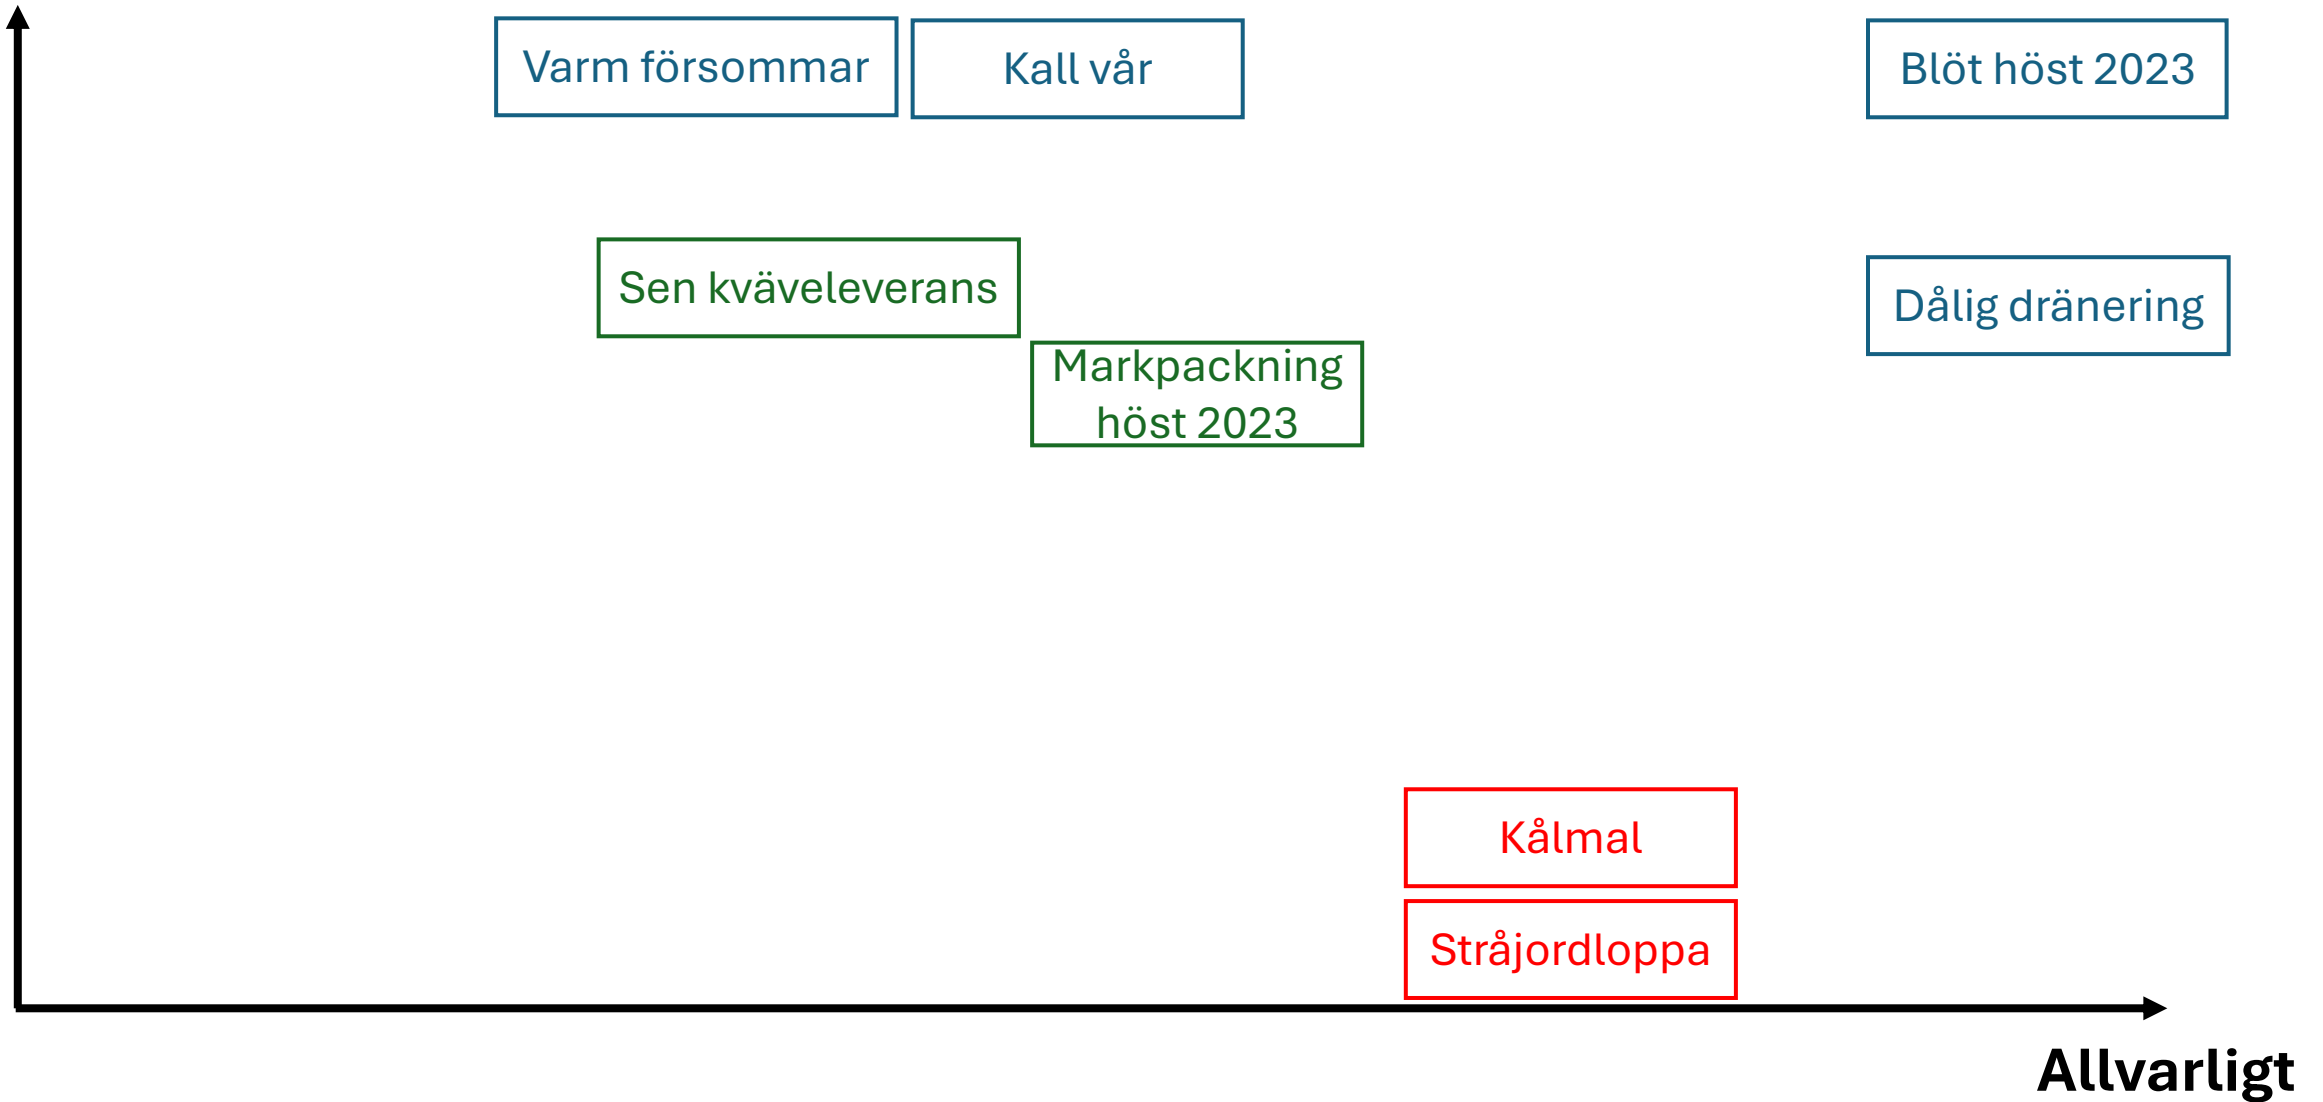 Varm försommar
Kall vår
Blöt höst 2023
Sen kväveleverans
Dålig dränering
Markpackning
höst 2023
Kålmal
Stråjordloppa
Allvarligt